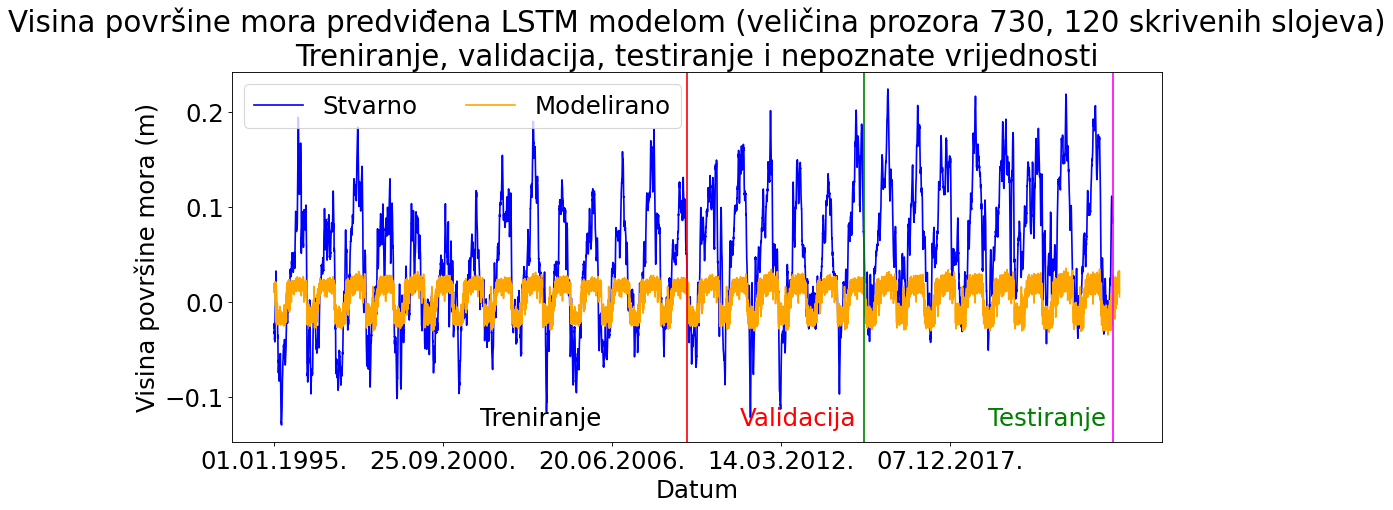 Visina površine mora predviđena LSTM modelom (veličina prozora 730, 120 skrivenih slojeva)
Treniranje, validacija, testiranje i nepoznate vrijednosti
Stvarno
Modelirano
Visina površine mora (m)
0.2
0.1
0.0
−0.1
Treniranje
Validacija
Testiranje
01.01.1995.
25.09.2000.
20.06.2006.
14.03.2012.
07.12.2017.
Datum